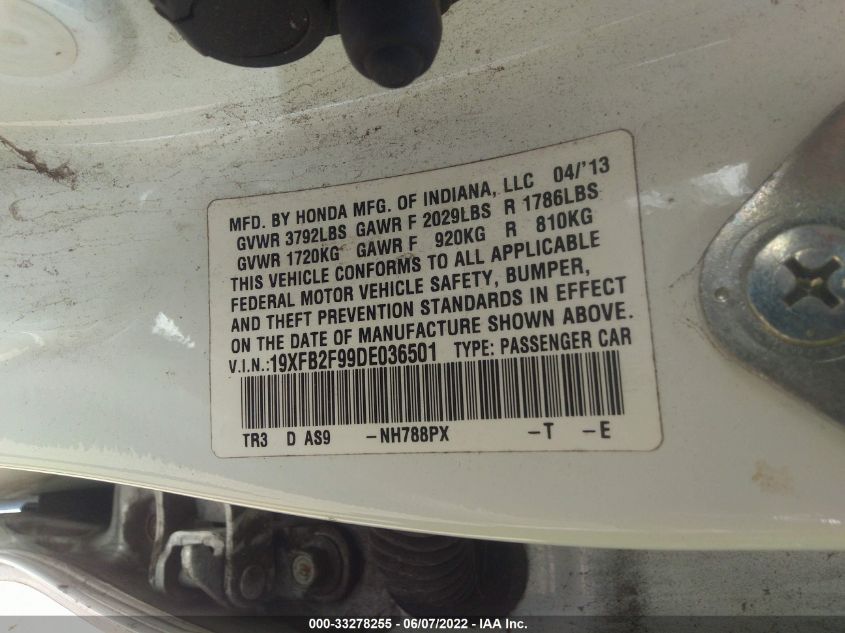 MFD. BY HONDA MFG. OF INDIANA, LLC 04/'13
GVWR 3792LBS GAWR F 2029LBS R 1786LBS
GVWR 1720KG GAWR F 920KG R 810KG
THIS VEHICLE CONFORMS TO ALL APPLICABLE
FEDERAL MOTOR VEHICLE SAFETY, BUMPER,
AND THEFT PREVENTION STANDARDS IN EFFECT
ON THE DATE OF MANUFACTURE SHOWN ABOVE.
V.I.N.:19XFB2F99DE036501 TYPE: PASSENGER CAR
TR3 D AS9 -NH788PX -T -E
000-33278255 - 06/07/2022 - IAA Inc.